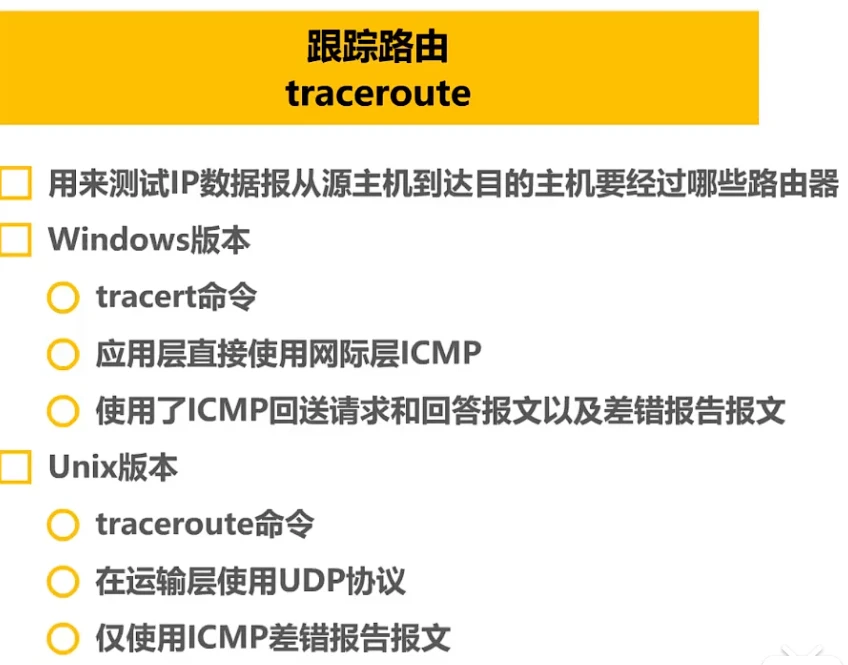 跟踪路由
traceroute
用来测试IP数据报从源主机到达目的主机要经过哪些路由器
Windows版本
tracert命令
应用层直接使用网际层ICMP
使用了ICMP回送请求和回答报文以及差错报告报文
Unix版本
traceroute命令
在运输层使用UDP协议
仅使用ICMP差错报告报文